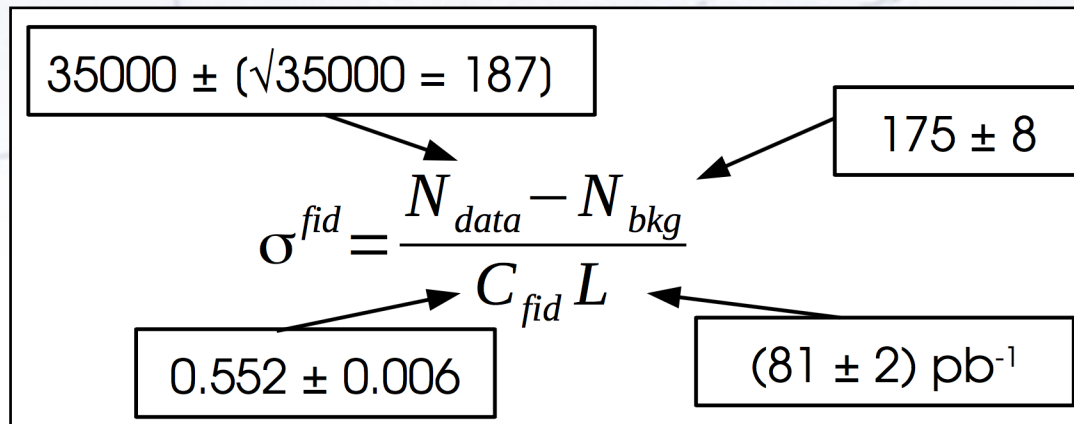 35000 ± (√35000 = 187)
175 ± 8
σ^fid = (N_data − N_bkg) / (C_fid L)
0.552 ± 0.006
(81 ± 2) pb⁻¹